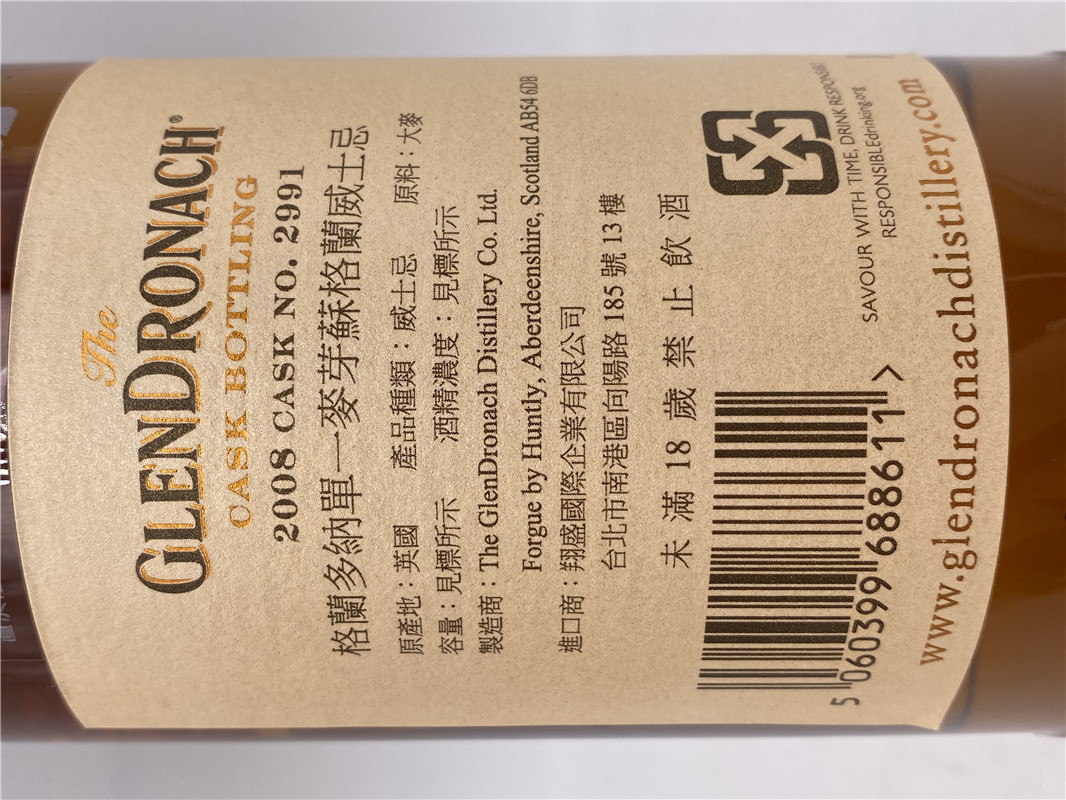 The
GLENDRONACH®
CASK BOTTLING
2008 CASK NO. 2991
格蘭多納單一麥芽蘇格蘭威士忌
原產地：英國 產品種類：威士忌 原料：大麥
容量：見標所示 酒精濃度：見標所示
製造商：The GlenDronach Distillery Co. Ltd.
Forgue by Huntly, Aberdeenshire, Scotland AB54 6DB
進口商：翔盛國際企業有限公司
台北市南港區向陽路 185 號 13 樓
未滿 18 歲禁止飲酒
5 060399 688611 >
SAVOUR WITH TIME, DRINK RESPONSIBLY
RESPONSIBLEdrinking.org
www.glendronachdistillery.com